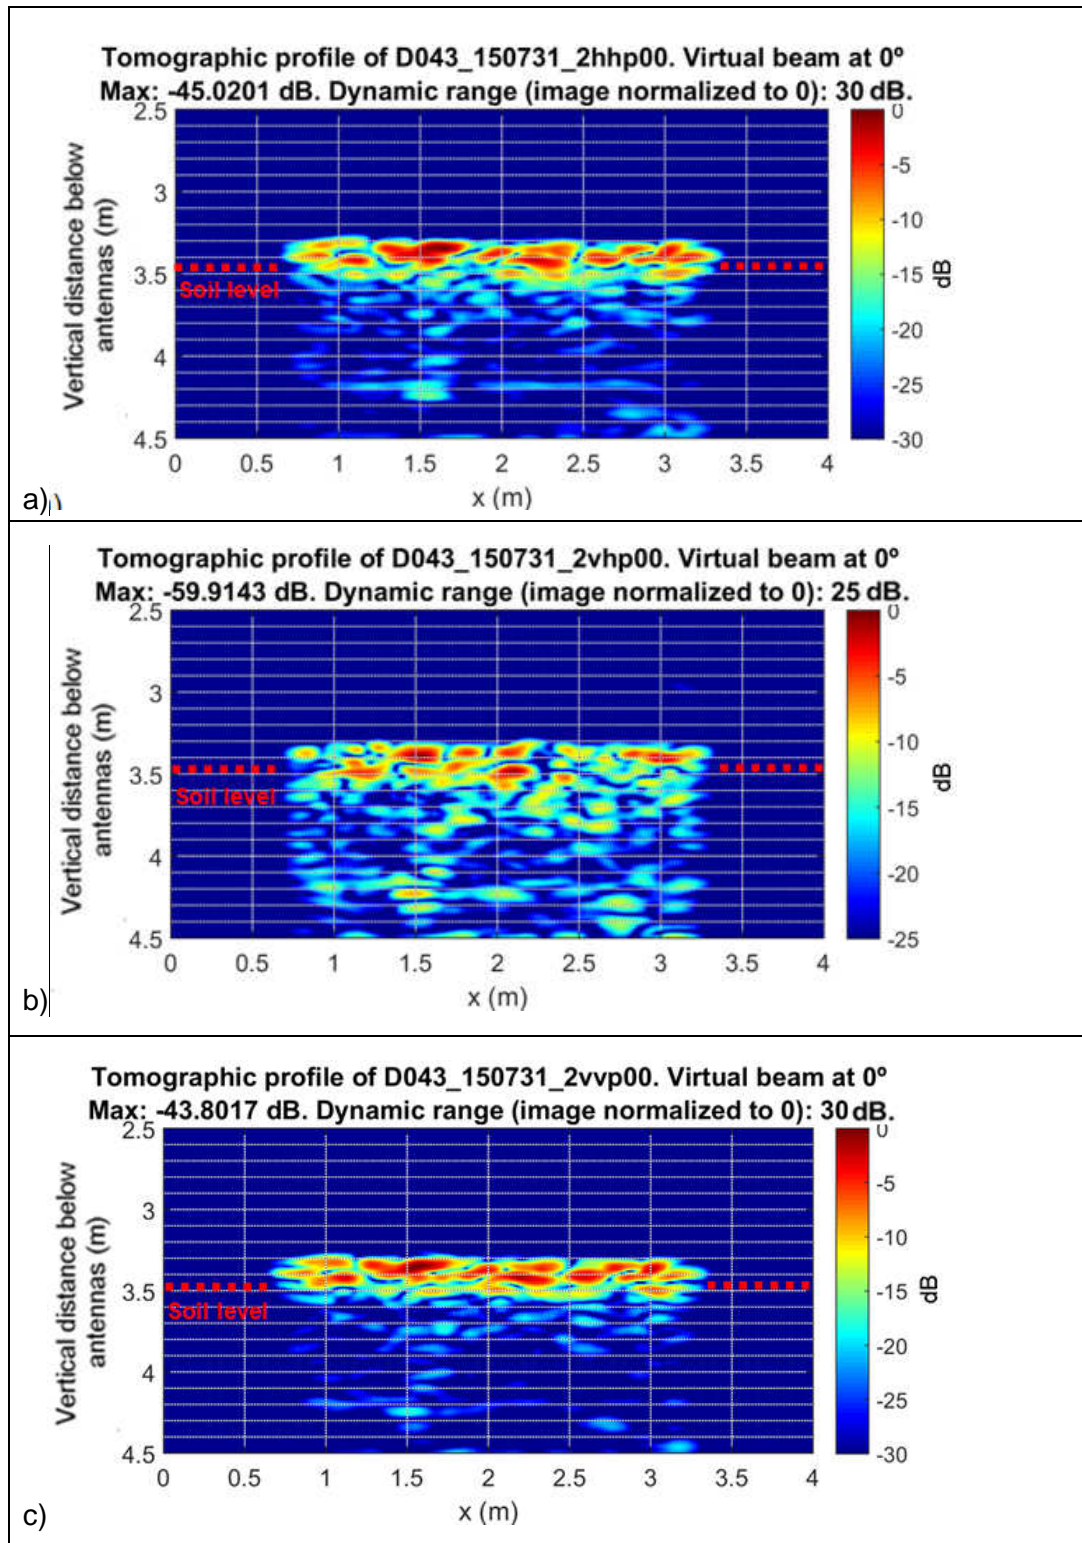 Tomographic profile of D043_150731_2hhp00. Virtual beam at 0º
Max: -45.0201 dB. Dynamic range (image normalized to 0): 30 dB.
Vertical distance below
antennas (m)
2.5
3
3.5
4
4.5
Soil level
0
0.5
1
1.5
2
2.5
3
3.5
4
x (m)
0
-5
-10
-15
-20
-25
-30
dB
a)
Tomographic profile of D043_150731_2vhp00. Virtual beam at 0º
Max: -59.9143 dB. Dynamic range (image normalized to 0): 25 dB.
Vertical distance below
antennas (m)
2.5
3
3.5
4
4.5
Soil level
0
0.5
1
1.5
2
2.5
3
3.5
4
x (m)
0
-5
-10
-15
-20
-25
dB
b)
Tomographic profile of D043_150731_2vvp00. Virtual beam at 0º
Max: -43.8017 dB. Dynamic range (image normalized to 0): 30 dB.
Vertical distance below
antennas (m)
2.5
3
3.5
4
4.5
Soil level
0
0.5
1
1.5
2
2.5
3
3.5
4
x (m)
0
-5
-10
-15
-20
-25
-30
dB
c)